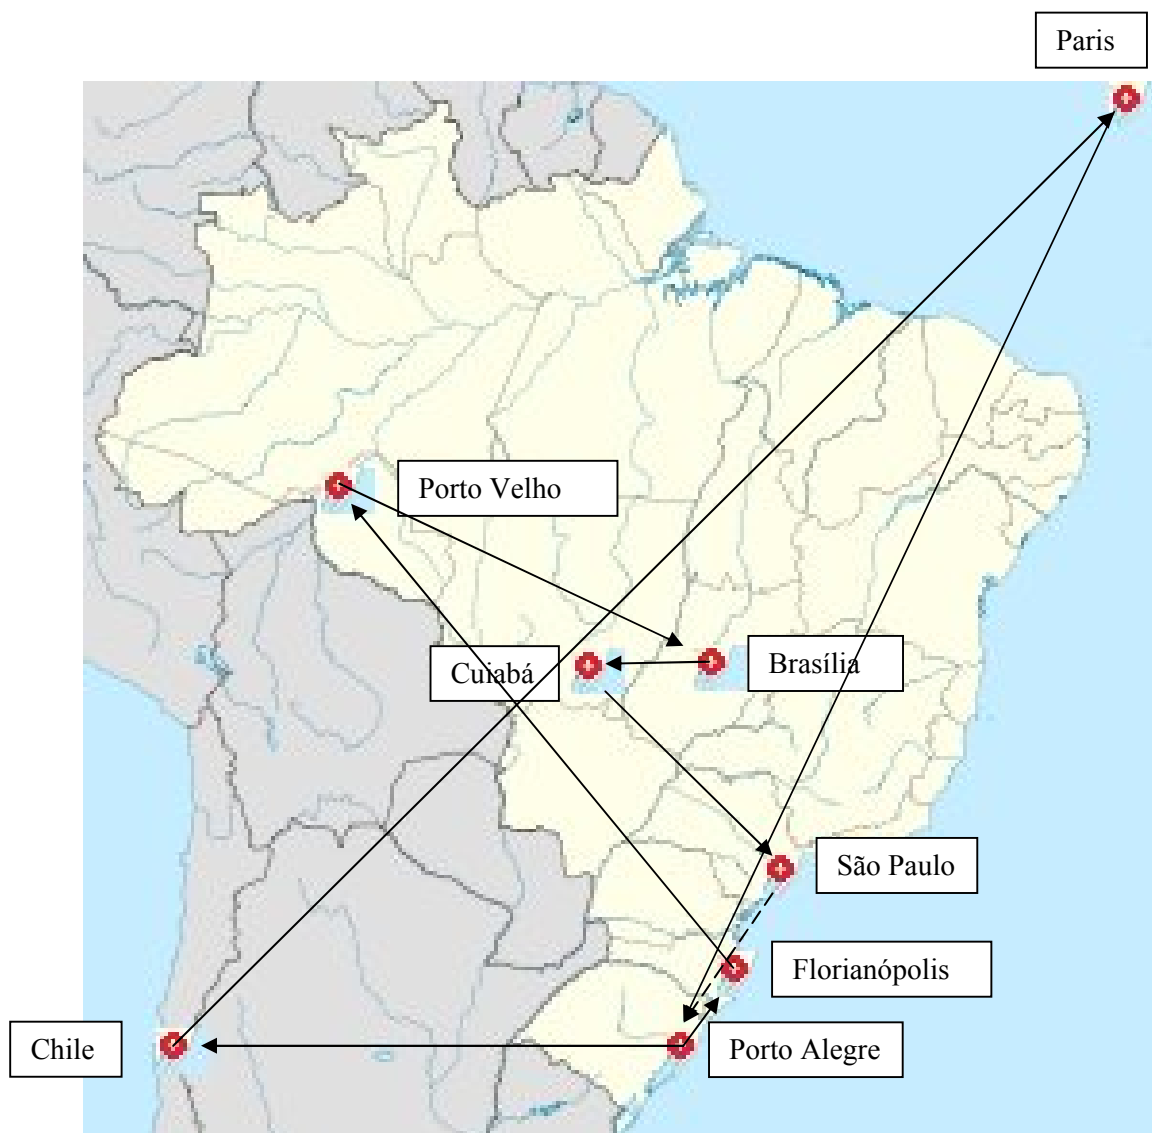 Paris
Porto Velho
Cuiabá
Brasília
São Paulo
Florianópolis
Chile
Porto Alegre